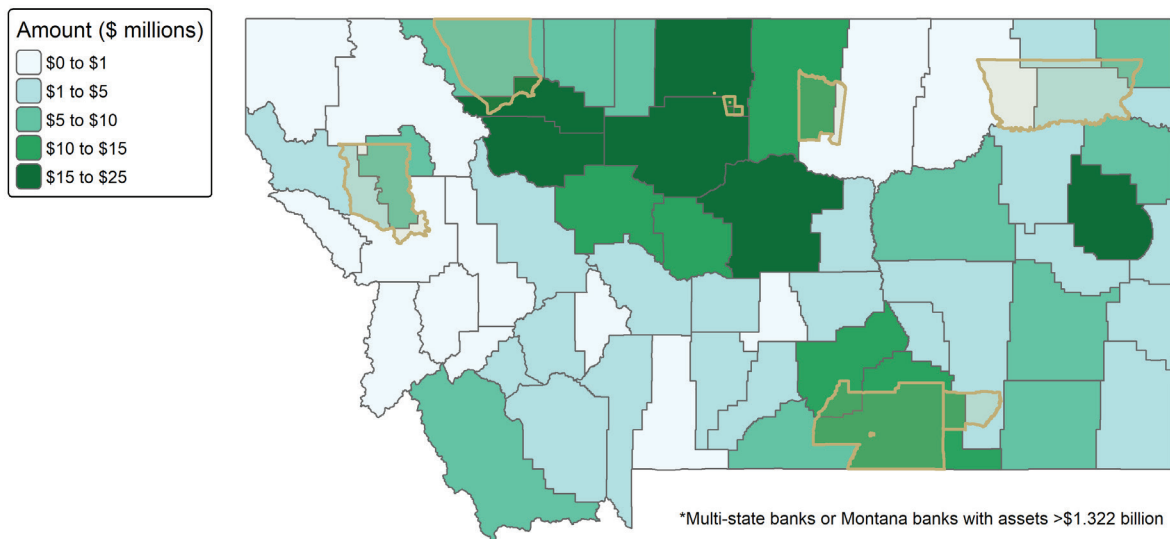 Amount ($ millions)
$0 to $1
$1 to $5
$5 to $10
$10 to $15
$15 to $25
*Multi-state banks or Montana banks with assets >$1.322 billion